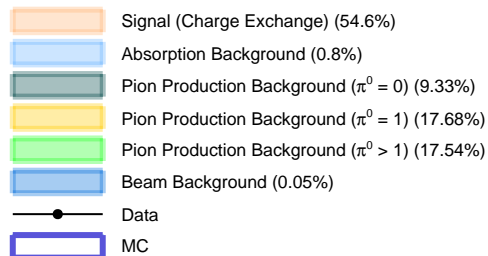 Signal (Charge Exchange) (54.6%)
Absorption Background (0.8%)
Pion Production Background (π⁰ = 0) (9.33%)
Pion Production Background (π⁰ = 1) (17.68%)
Pion Production Background (π⁰ > 1) (17.54%)
Beam Background (0.05%)
Data
MC